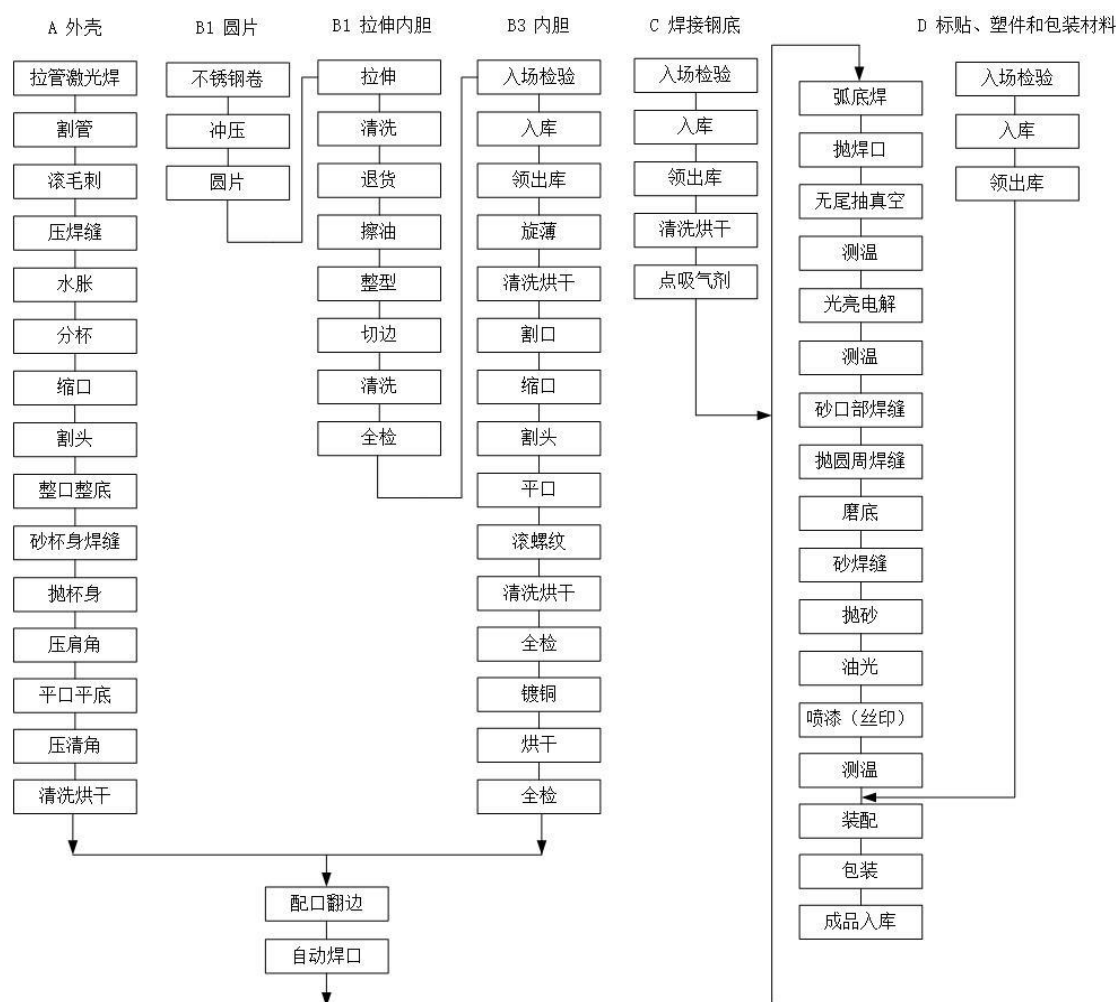 A 外壳
拉管激光焊
割管
滚毛刺
压焊缝
水胀
分杯
缩口
割头
整口整底
砂杯身焊缝
抛杯身
压肩角
平口平底
压清角
清洗烘干
B1 圆片
不锈钢卷
冲压
圆片
B1 拉伸内胆
拉伸
清洗
退货
擦油
整型
切边
清洗
全检
B3 内胆
入场检验
入库
领出库
旋薄
清洗烘干
割口
缩口
割头
平口
滚螺纹
清洗烘干
全检
镀铜
烘干
全检
配口翻边
自动焊口
C 焊接钢底
入场检验
入库
领出库
清洗烘干
点吸气剂
弧底焊
抛焊口
无尾抽真空
测温
光亮电解
测温
砂口部焊缝
抛圆周焊缝
磨底
砂焊缝
抛砂
油光
喷漆（丝印）
测温
装配
包装
成品入库
D 标贴、塑件和包装材料
入场检验
入库
领出库